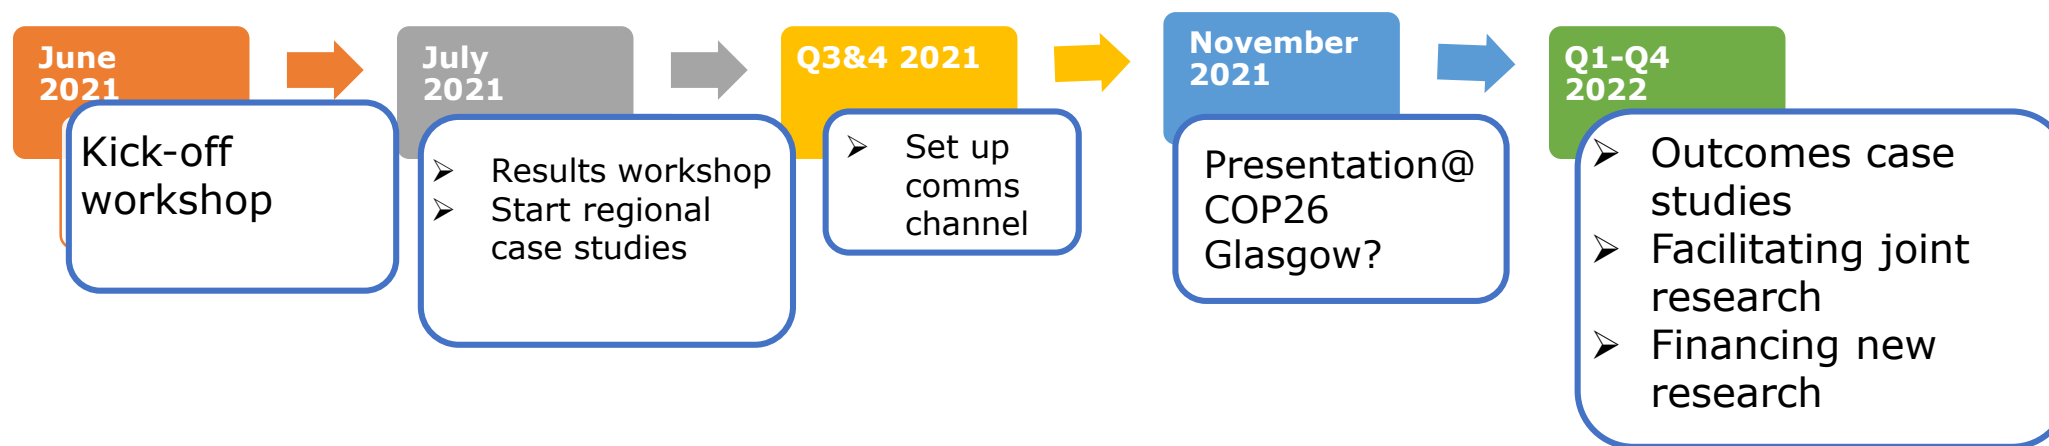 June
2021
Kick-off
workshop
July
2021
➢ Results workshop
➢ Start regional
case studies
Q3&4 2021
➢ Set up
comms
channel
November
2021
Presentation@
COP26
Glasgow?
Q1-Q4
2022
➢ Outcomes case
studies
➢ Facilitating joint
research
➢ Financing new
research